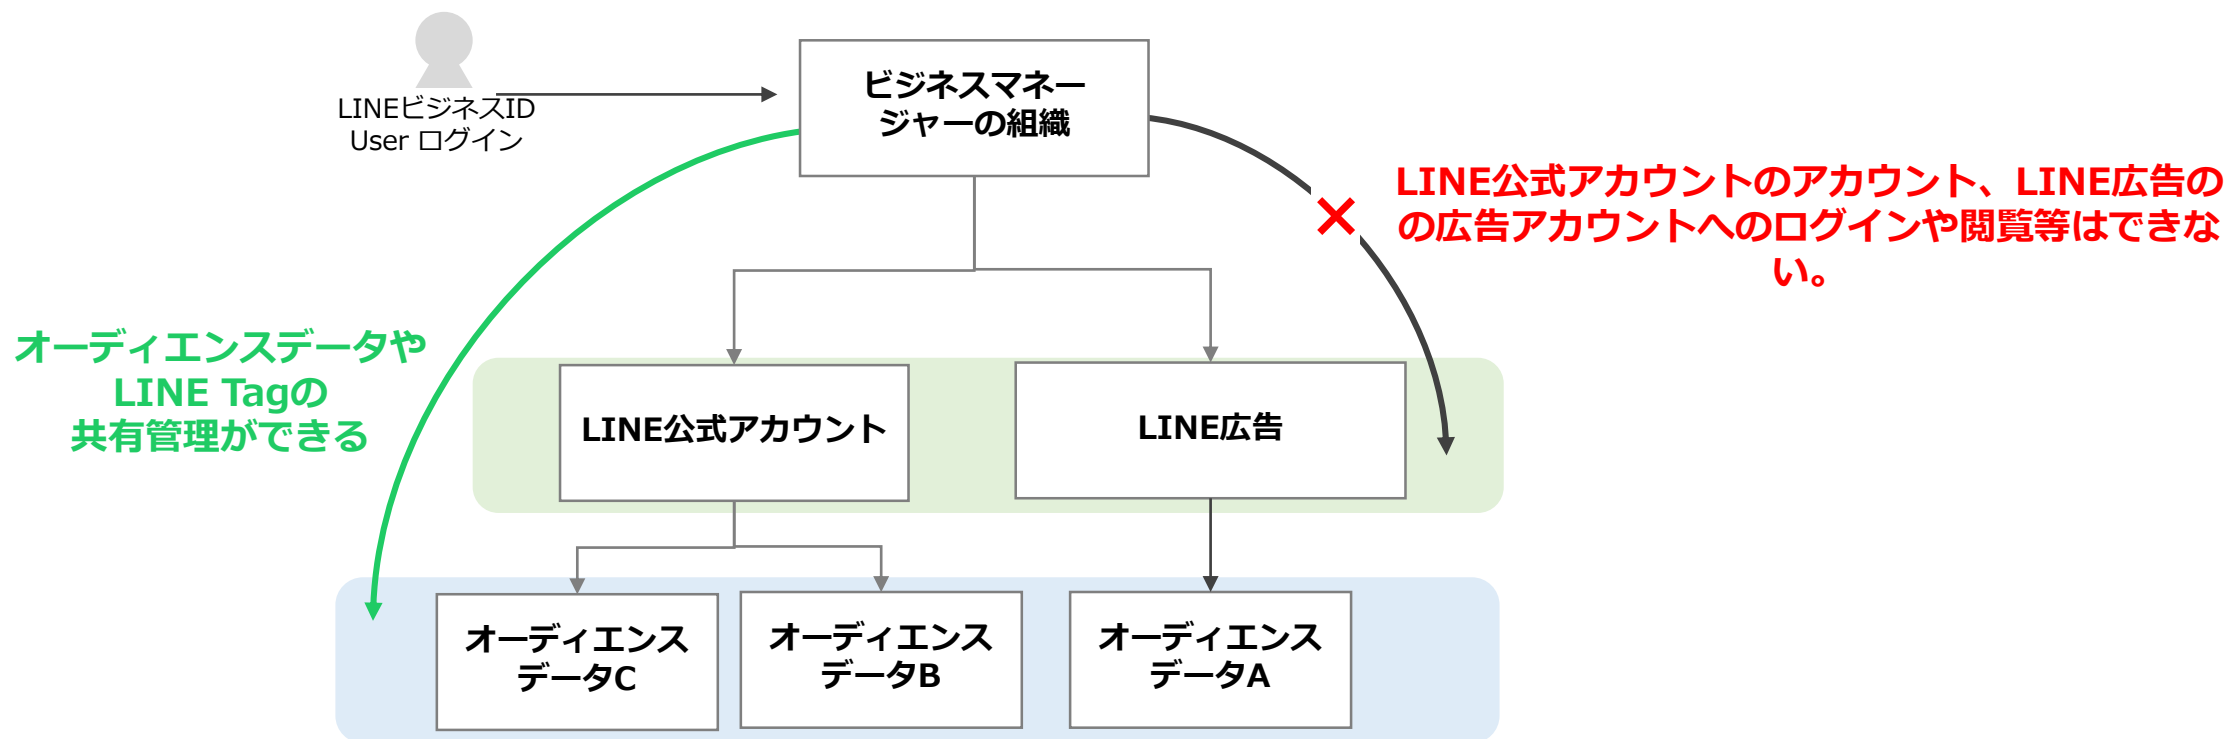 LINEビジネスID
User ログイン
ビジネスマネー
ジャーの組織
LINE公式アカウントのアカウント、LINE広告の
の広告アカウントへのログインや閲覧等はできな
い。
オーディエンスデータや
LINE Tagの
共有管理ができる
LINE公式アカウント
LINE広告
オーディエンス
データC
オーディエンス
データB
オーディエンス
データA